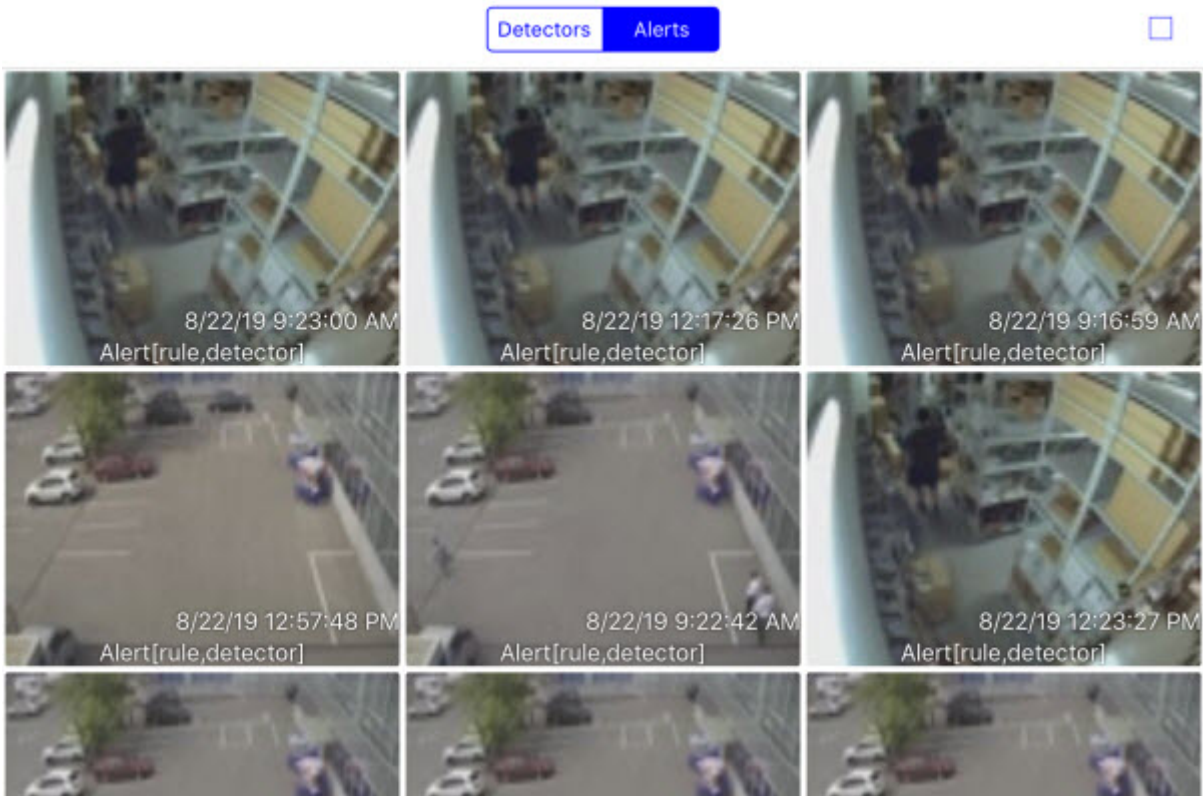 Detectors Alerts
8/22/19 9:23:00 AM
Alert[rule,detector]
8/22/19 12:17:26 PM
Alert[rule,detector]
8/22/19 9:16:59 AM
Alert[rule,detector]
8/22/19 12:57:48 PM
Alert[rule,detector]
8/22/19 9:22:42 AM
Alert[rule,detector]
8/22/19 12:23:27 PM
Alert[rule,detector]